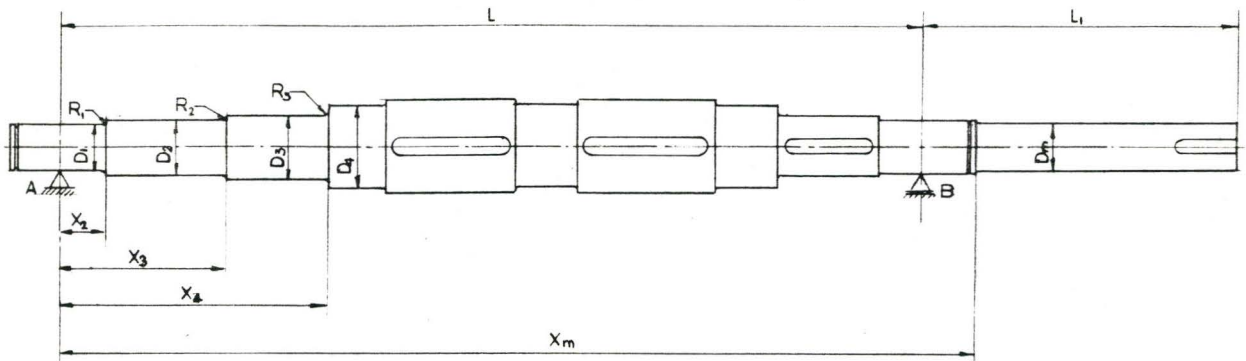 L
L₁
R₁
R₂
R₃
D₁
D₂
D₃
D₄
Dₘ
A
B
X₂
X₃
X₄
Xₘ